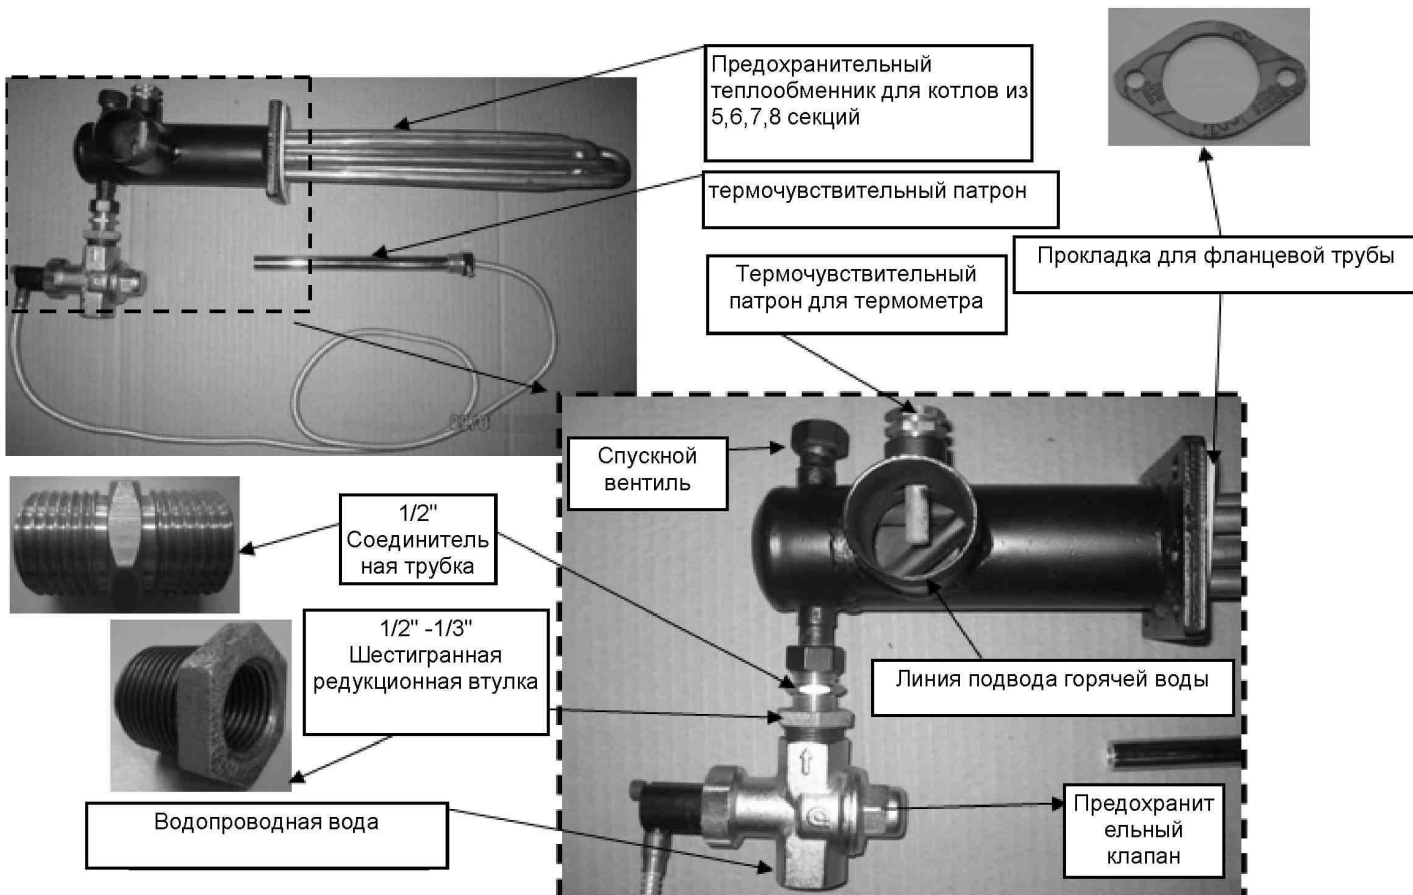 Предохранительный
теплообменник для котлов из
5,6,7,8 секций
термочувствительный патрон
Прокладка для фланцевой трубы
Термочувствительный
патрон для термометра
Спускной
вентиль
1/2"
Соединитель
ная трубка
1/2" -1/3"
Шестигранная
редукционная втулка
Линия подвода горячей воды
Водопроводная вода
Предохранит
ельный
клапан